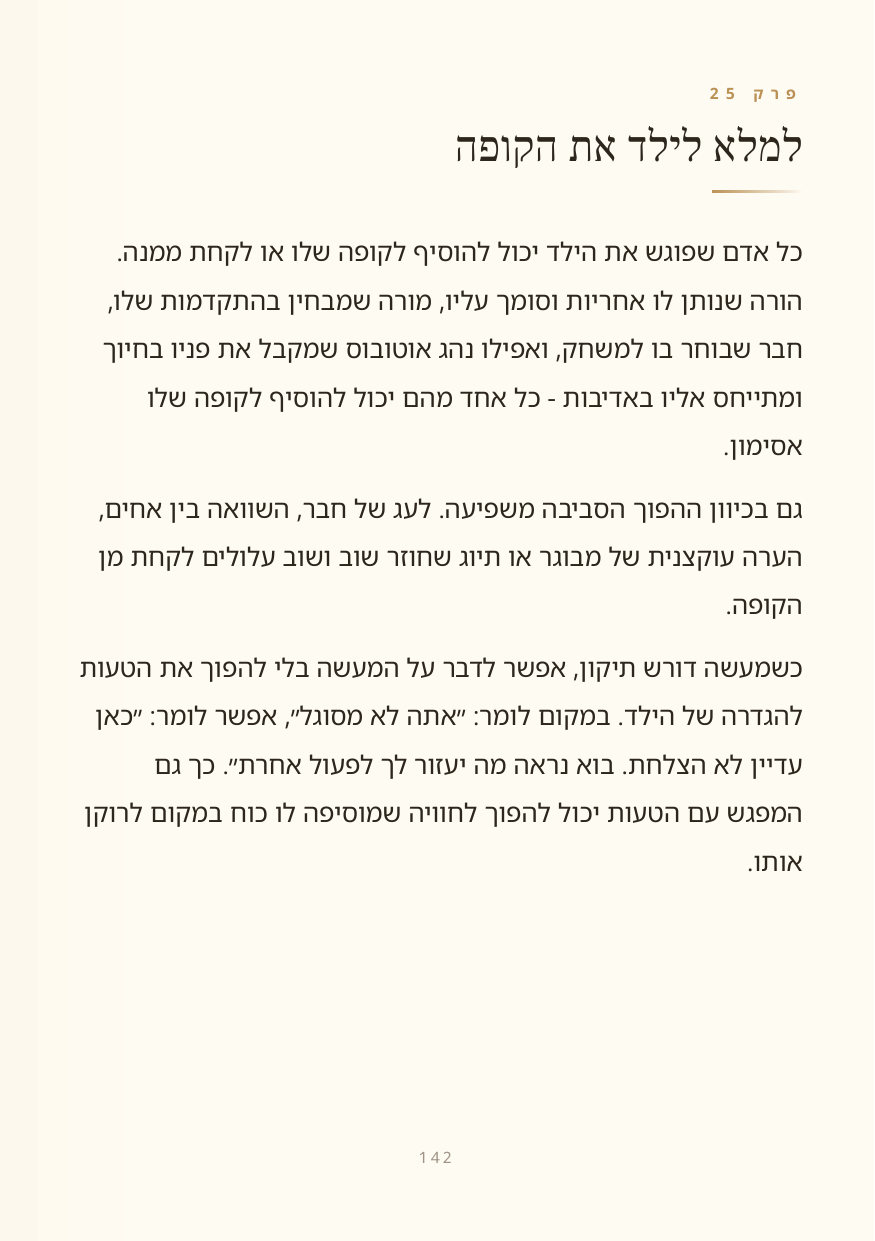 פרק 25
למלא לילד את הקופה
כל אדם שפוגש את הילד יכול להוסיף לקופה שלו או לקחת ממנה.
הורה שנותן לו אחריות וסומך עליו, מורה שמבחין בהתקדמות שלו,
חבר שבוחר בו למשחק, ואפילו נהג אוטובוס שמקבל את פניו בחיוך
ומתייחס אליו באדיבות - כל אחד מהם יכול להוסיף לקופה שלו
אסימון.
גם בכיוון ההפוך הסביבה משפיעה. לעג של חבר, השוואה בין אחים,
הערה עוקצנית של מבוגר או תיוג שחוזר שוב ושוב עלולים לקחת מן
הקופה.
כשמעשה דורש תיקון, אפשר לדבר על המעשה בלי להפוך את הטעות
להגדרה של הילד. במקום לומר: ״אתה לא מסוגל״, אפשר לומר: ״כאן
עדיין לא הצלחת. בוא נראה מה יעזור לך לפעול אחרת״. כך גם
המפגש עם הטעות יכול להפוך לחוויה שמוסיפה לו כוח במקום לרוקן
אותו.
142